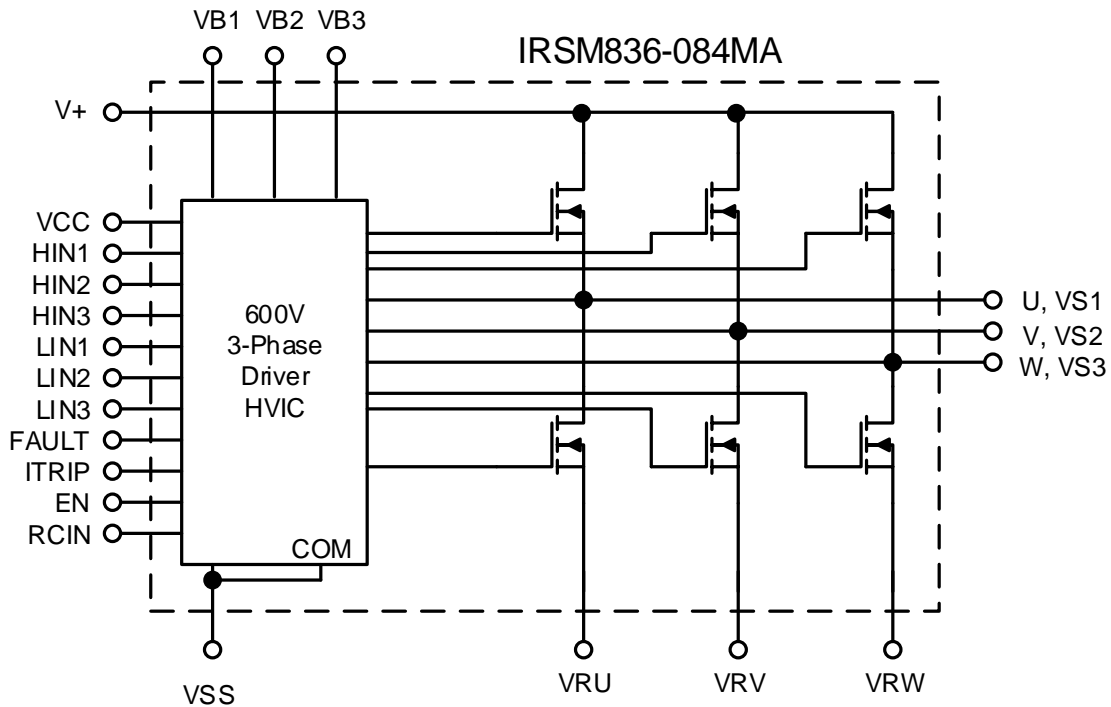 VB1 VB2 VB3
IRSM836-084MA
V+
VCC
HIN1
HIN2
HIN3
LIN1
LIN2
LIN3
FAULT
ITRIP
EN
RCIN
600V
3-Phase
Driver
HVIC
COM
U, VS1
V, VS2
W, VS3
VSS
VRU
VRV
VRW